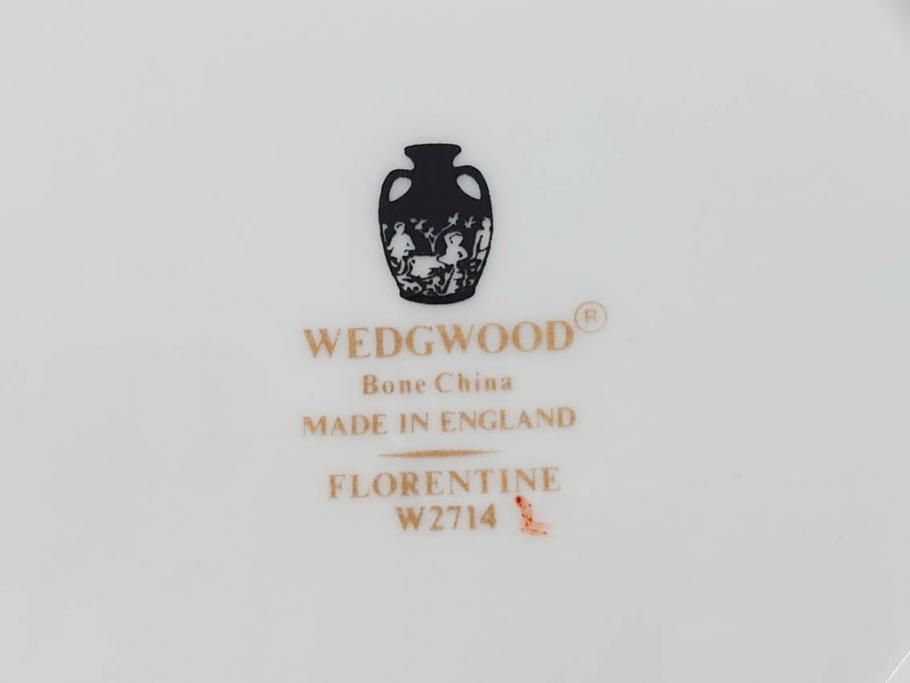 WEDGWOOD®
Bone China
MADE IN ENGLAND
FLORENTINE
W2714 L